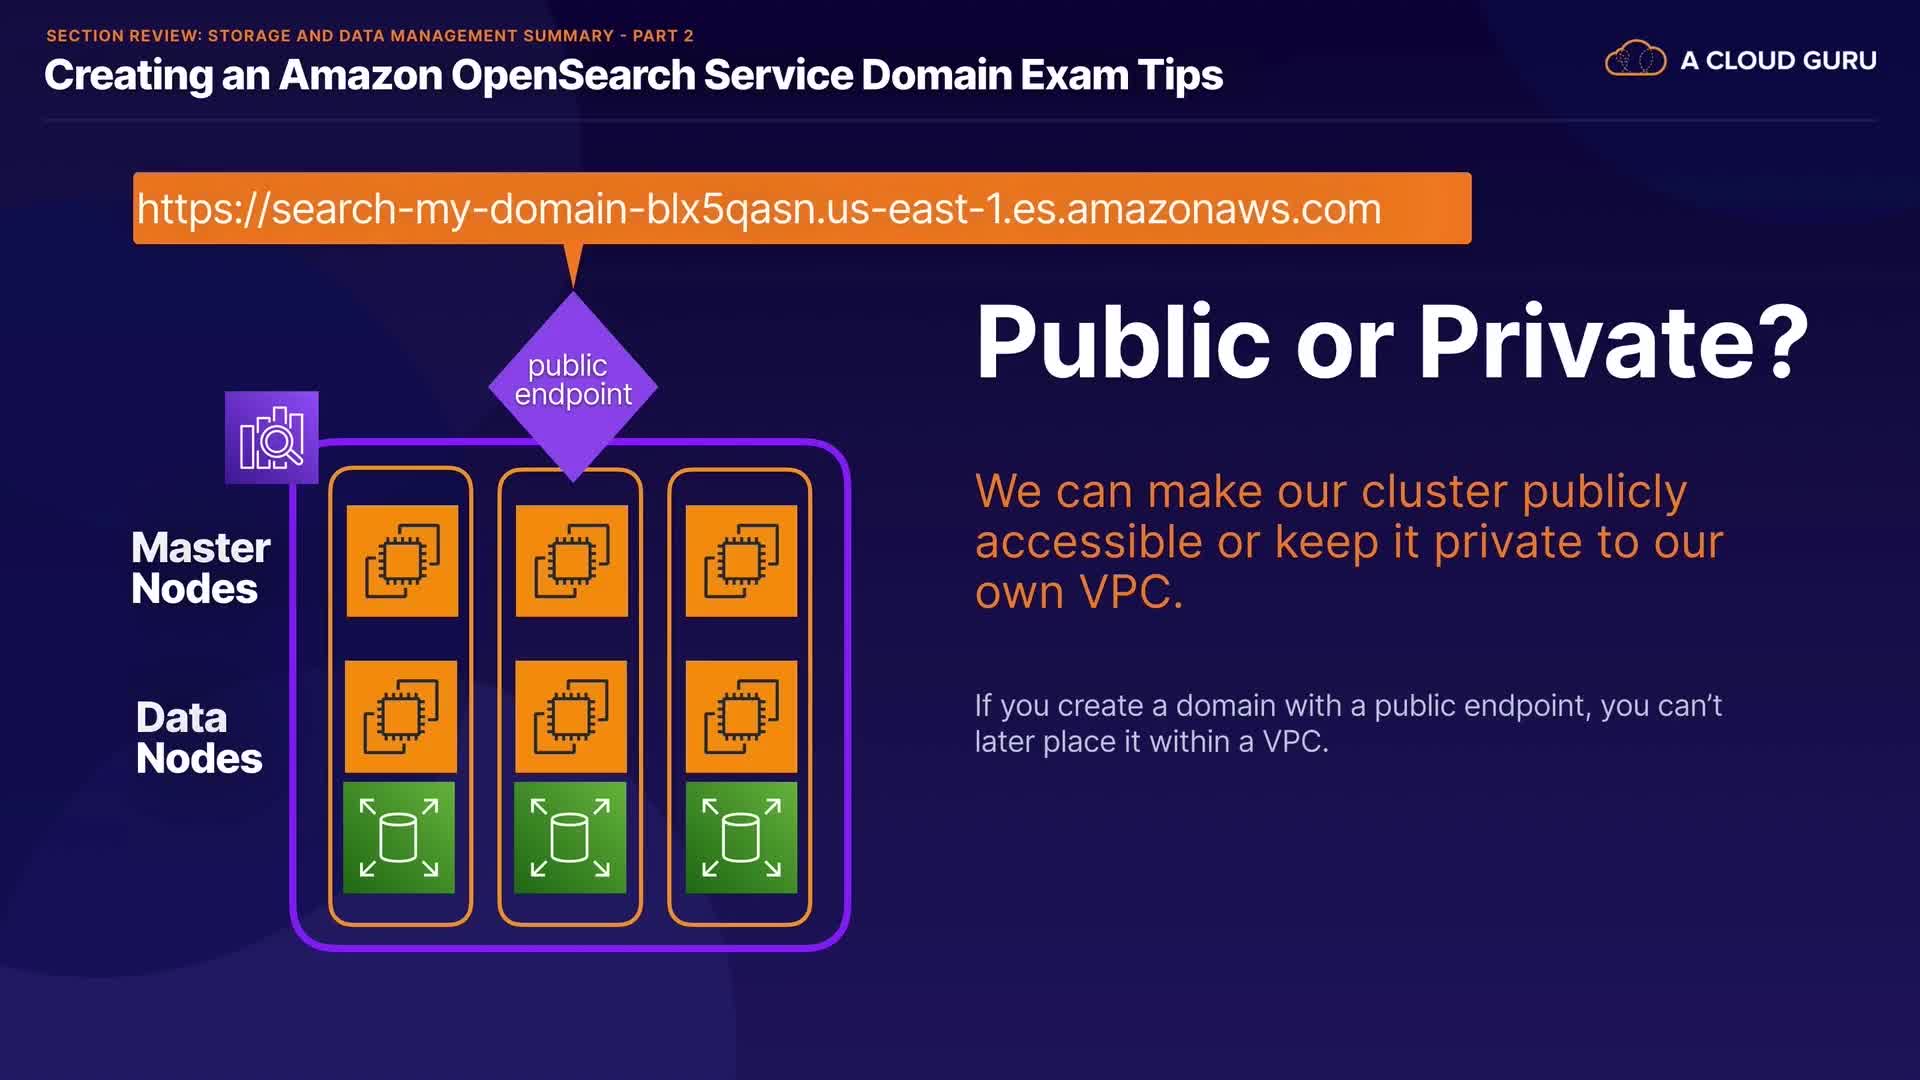 SECTION REVIEW: STORAGE AND DATA MANAGEMENT SUMMARY - PART 2
Creating an Amazon OpenSearch Service Domain Exam Tips
A CLOUD GURU
https://search-my-domain-blx5qasn.us-east-1.es.amazonaws.com
public
endpoint
Master
Nodes
Data
Nodes
Public or Private?
We can make our cluster publicly
accessible or keep it private to our
own VPC.
If you create a domain with a public endpoint, you can’t
later place it within a VPC.